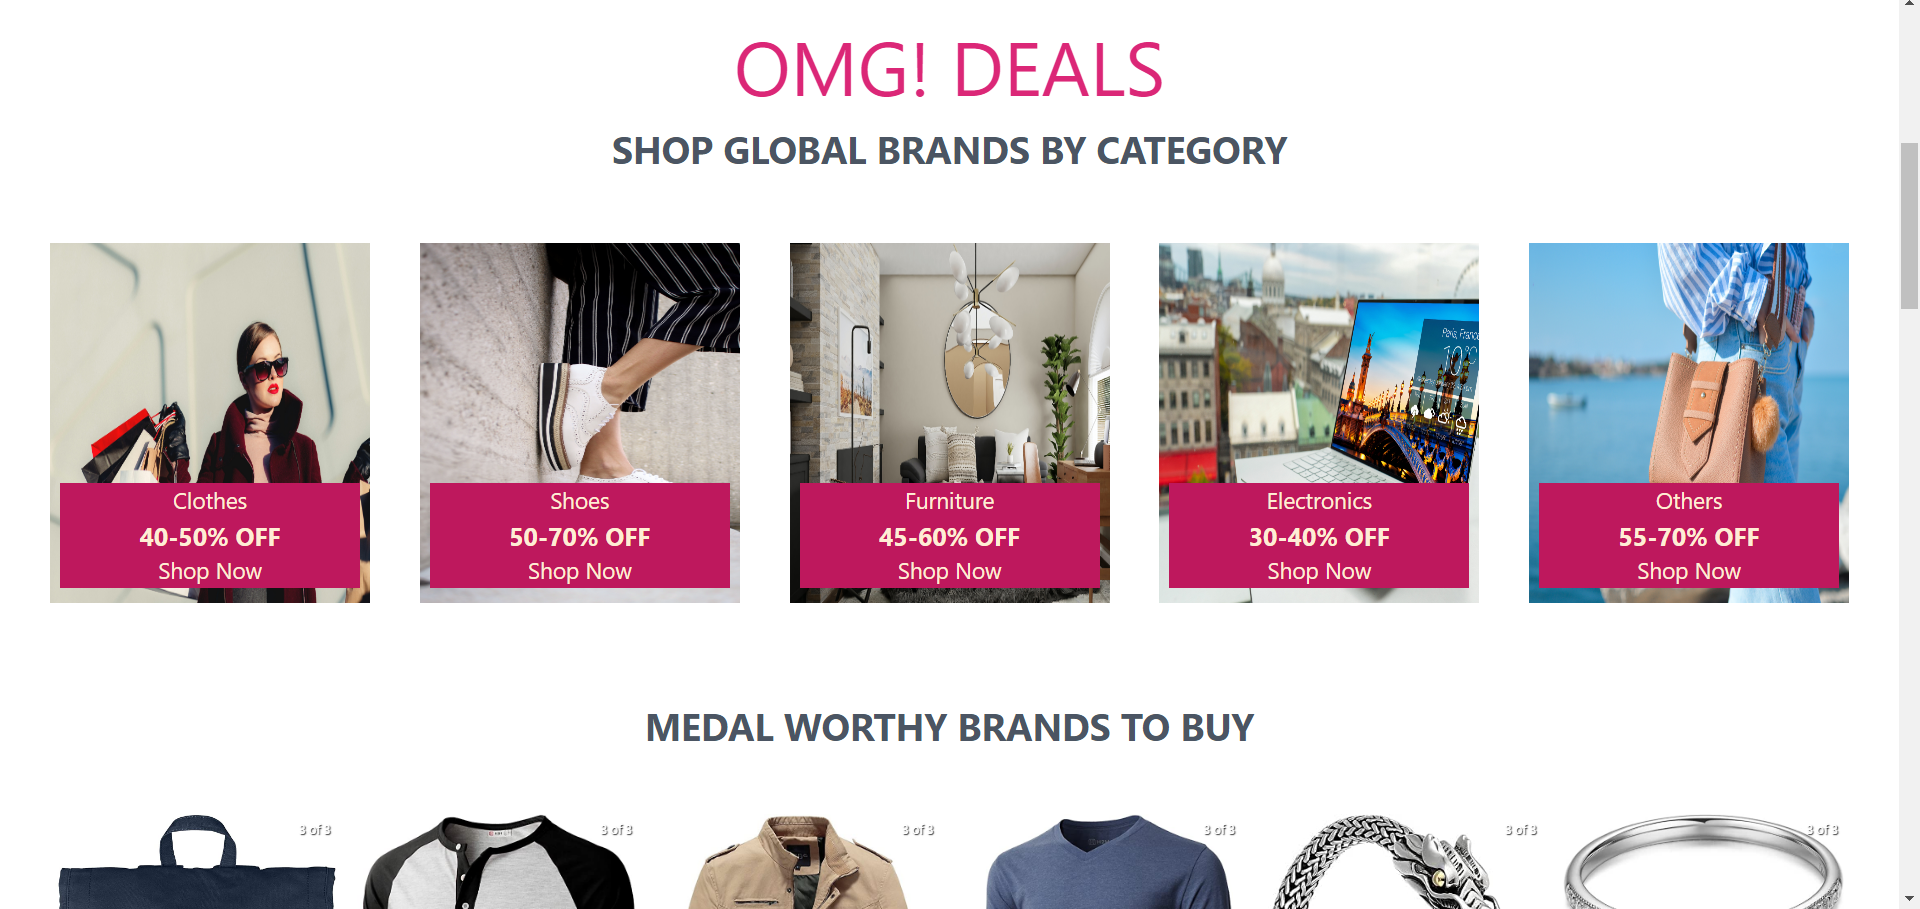 OMG! DEALS
SHOP GLOBAL BRANDS BY CATEGORY
Paris, France
10°C
Clothes
40-50% OFF
Shop Now
Shoes
50-70% OFF
Shop Now
Furniture
45-60% OFF
Shop Now
Electronics
30-40% OFF
Shop Now
Others
55-70% OFF
Shop Now
MEDAL WORTHY BRANDS TO BUY
3 of 3
3 of 3
3 of 3
3 of 3
3 of 3
3 of 3